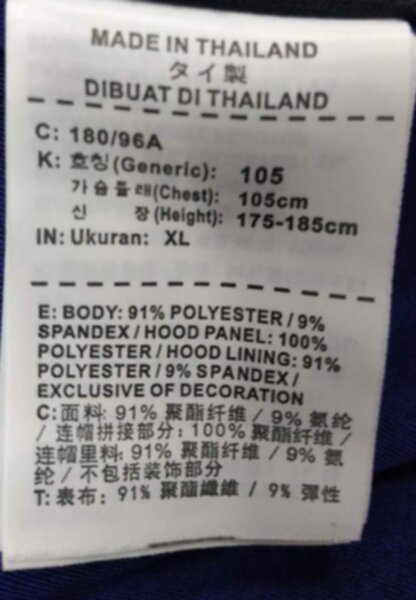 MADE IN THAILAND
タイ製
DIBUAT DI THAILAND
C: 180/96A
K: 호칭(Generic): 105
가슴둘레(Chest): 105cm
신 장(Height): 175-185cm
IN: Ukuran: XL
E: BODY: 91% POLYESTER / 9%
SPANDEX / HOOD PANEL: 100%
POLYESTER / HOOD LINING: 91%
POLYESTER / 9% SPANDEX /
EXCLUSIVE OF DECORATION
C:面料: 91% 聚酯纤维 / 9% 氨纶
/ 连帽拼接部分: 100% 聚酯纤维 /
连帽里料: 91% 聚酯纤维 / 9% 氨
纶 / 不包括装饰部分
T: 表布: 91% 聚酯纖維 / 9% 彈性